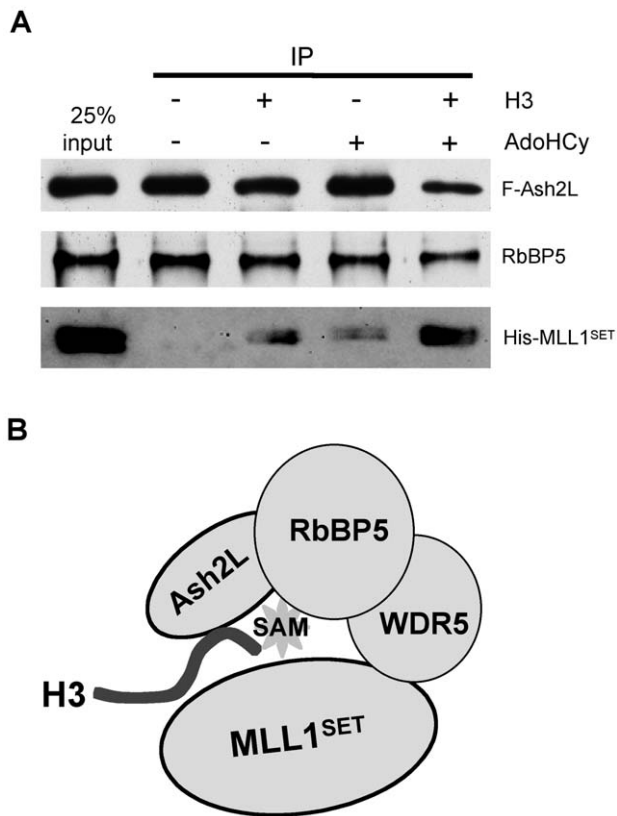 A
IP
- + - + H3
25%
input
- - + + AdoHCy
F-Ash2L
RbBP5
His-MLL1SET
B
RbBP5
Ash2L
SAM
WDR5
H3
MLL1SET